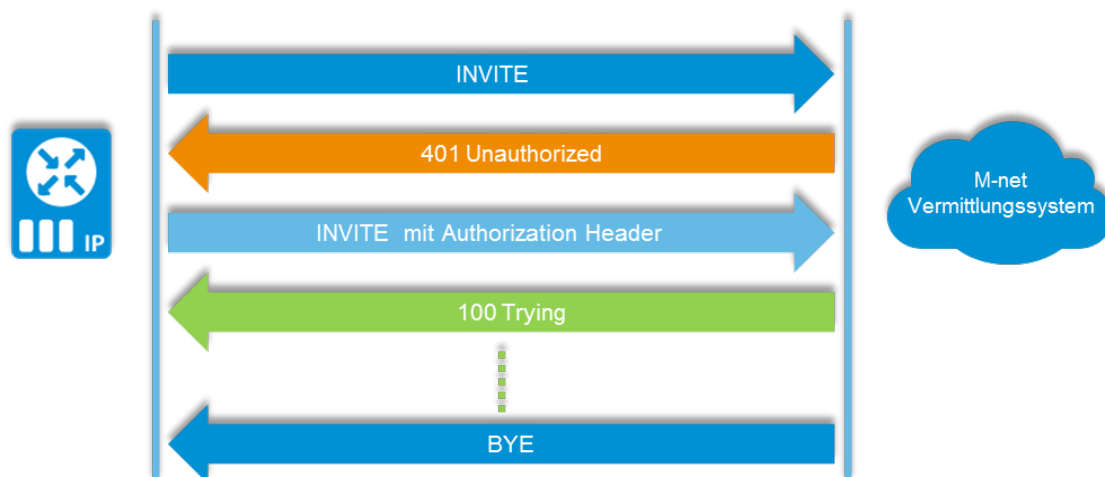 INVITE
401 Unauthorized
IP
M-net
Vermittlungssystem
INVITE mit Authorization Header
100 Trying
BYE